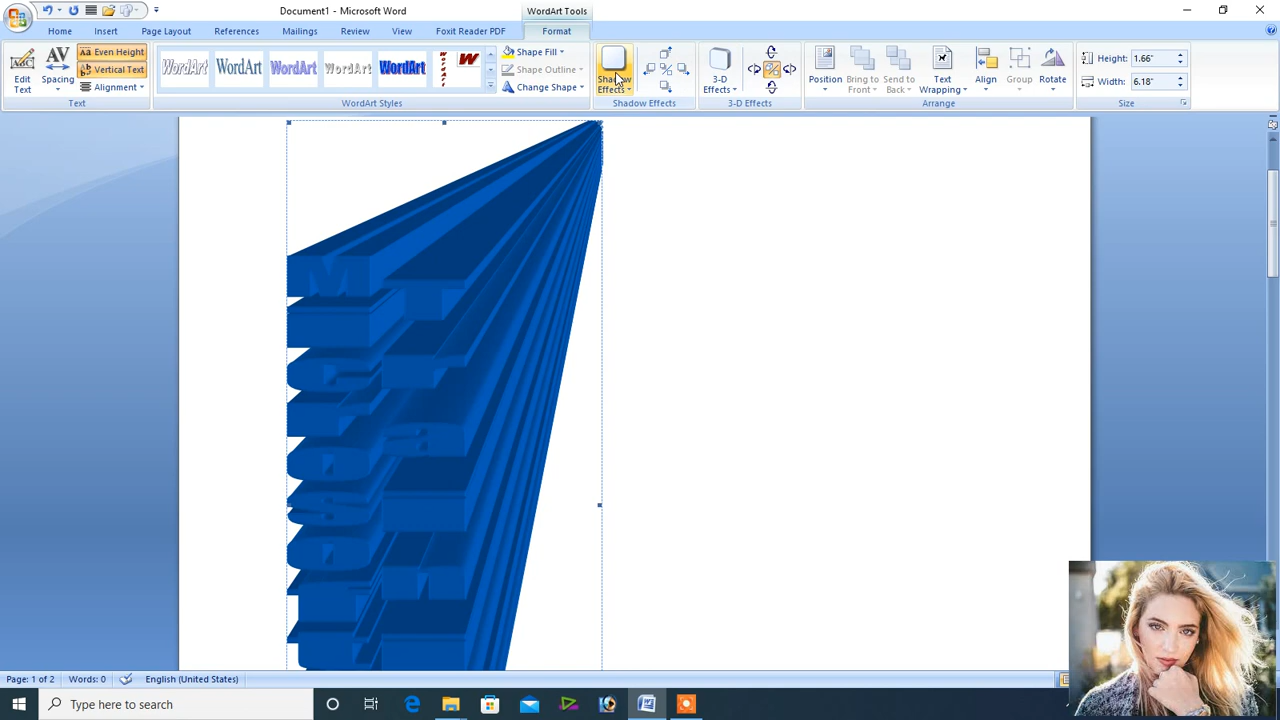 Document1 - Microsoft Word
WordArt Tools
Home Insert Page Layout References Mailings Review View Foxit Reader PDF Format
Edit Text
AV Spacing
Aa Even Height
Vertical Text
Alignment
Text
WordArt WordArt WordArt WordArt WordArt WordArt W
WordArt Styles
Shape Fill
Shape Outline
Change Shape
Shadow Effects
Shadow Effects
3-D Effects
3-D Effects
Position
Bring to Front
Send to Back
Text Wrapping
Align
Group
Rotate
Arrange
Height: 1.66"
Width: 6.18"
Size
Page: 1 of 2 Words: 0 English (United States)
Type here to search